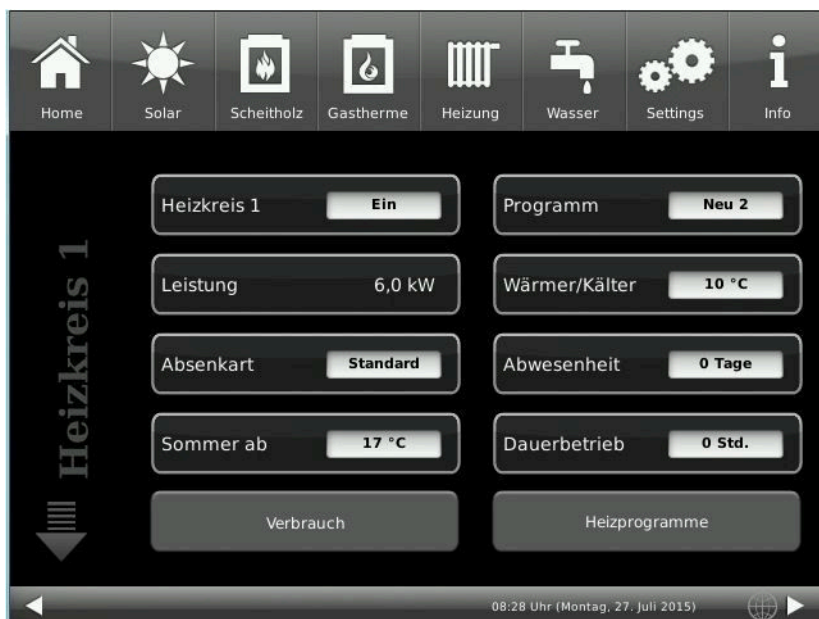 Home Solar Scheitholz Gastherme Heizung Wasser Settings Info
Heizkreis 1
Heizkreis 1 Ein
Programm Neu 2
Leistung 6,0 kW
Wärmer/Kälter 10 °C
Absenkart Standard
Abwesenheit 0 Tage
Sommer ab 17 °C
Dauerbetrieb 0 Std.
Verbrauch
Heizprogramme
08:28 Uhr (Montag, 27. Juli 2015)